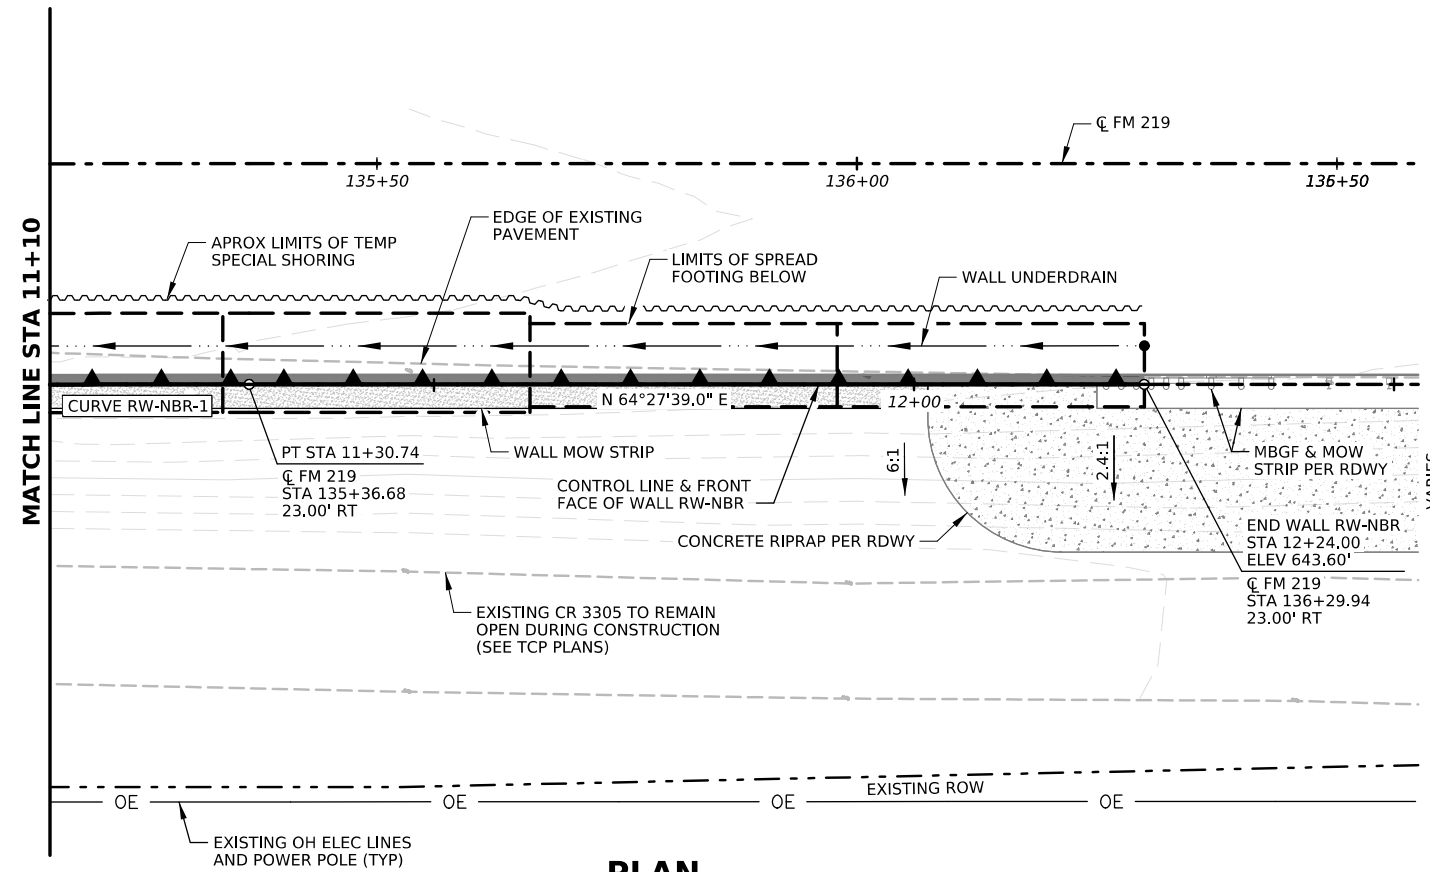 ℄ FM 219
135+50
136+00
136+50
MATCH LINE STA 11+10
EDGE OF EXISTING
PAVEMENT
APROX LIMITS OF TEMP
SPECIAL SHORING
LIMITS OF SPREAD
FOOTING BELOW
WALL UNDERDRAIN
CURVE RW-NBR-1
N 64°27'39.0" E
12+00
PT STA 11+30.74
℄ FM 219
STA 135+36.68
23.00' RT
WALL MOW STRIP
CONTROL LINE & FRONT
FACE OF WALL RW-NBR
6:1
2.4:1
MBGF & MOW
STRIP PER RDWY
VARIES
CONCRETE RIPRAP PER RDWY
END WALL RW-NBR
STA 12+24.00
ELEV 643.60'
℄ FM 219
STA 136+29.94
23.00' RT
EXISTING CR 3305 TO REMAIN
OPEN DURING CONSTRUCTION
(SEE TCP PLANS)
EXISTING ROW
OE
OE
OE
OE
EXISTING OH ELEC LINES
AND POWER POLE (TYP)
PLAN